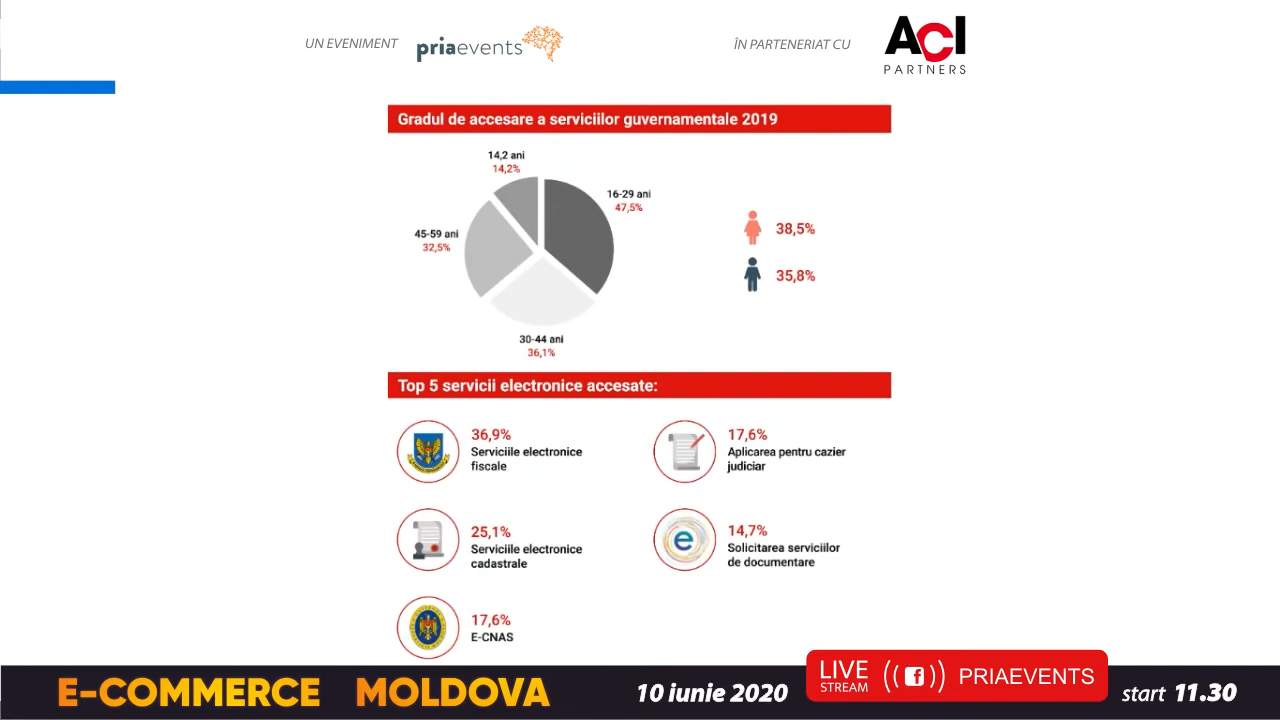 UN EVENIMENT
priaevents
ÎN PARTENERIAT CU
ACI
PARTNERS
Gradul de accesare a serviciilor guvernamentale 2019
14,2 ani
14,2%
16-29 ani
47,5%
45-59 ani
32,5%
30-44 ani
36,1%
38,5%
35,8%
Top 5 servicii electronice accesate:
36,9%
Serviciile electronice
fiscale
17,6%
Aplicarea pentru cazier
judiciar
25,1%
Serviciile electronice
cadastrale
14,7%
Solicitarea serviciilor
de documentare
17,6%
E-CNAS
E-COMMERCE MOLDOVA
10 iunie 2020
LIVE
STREAM
PRIAEVENTS
start 11.30